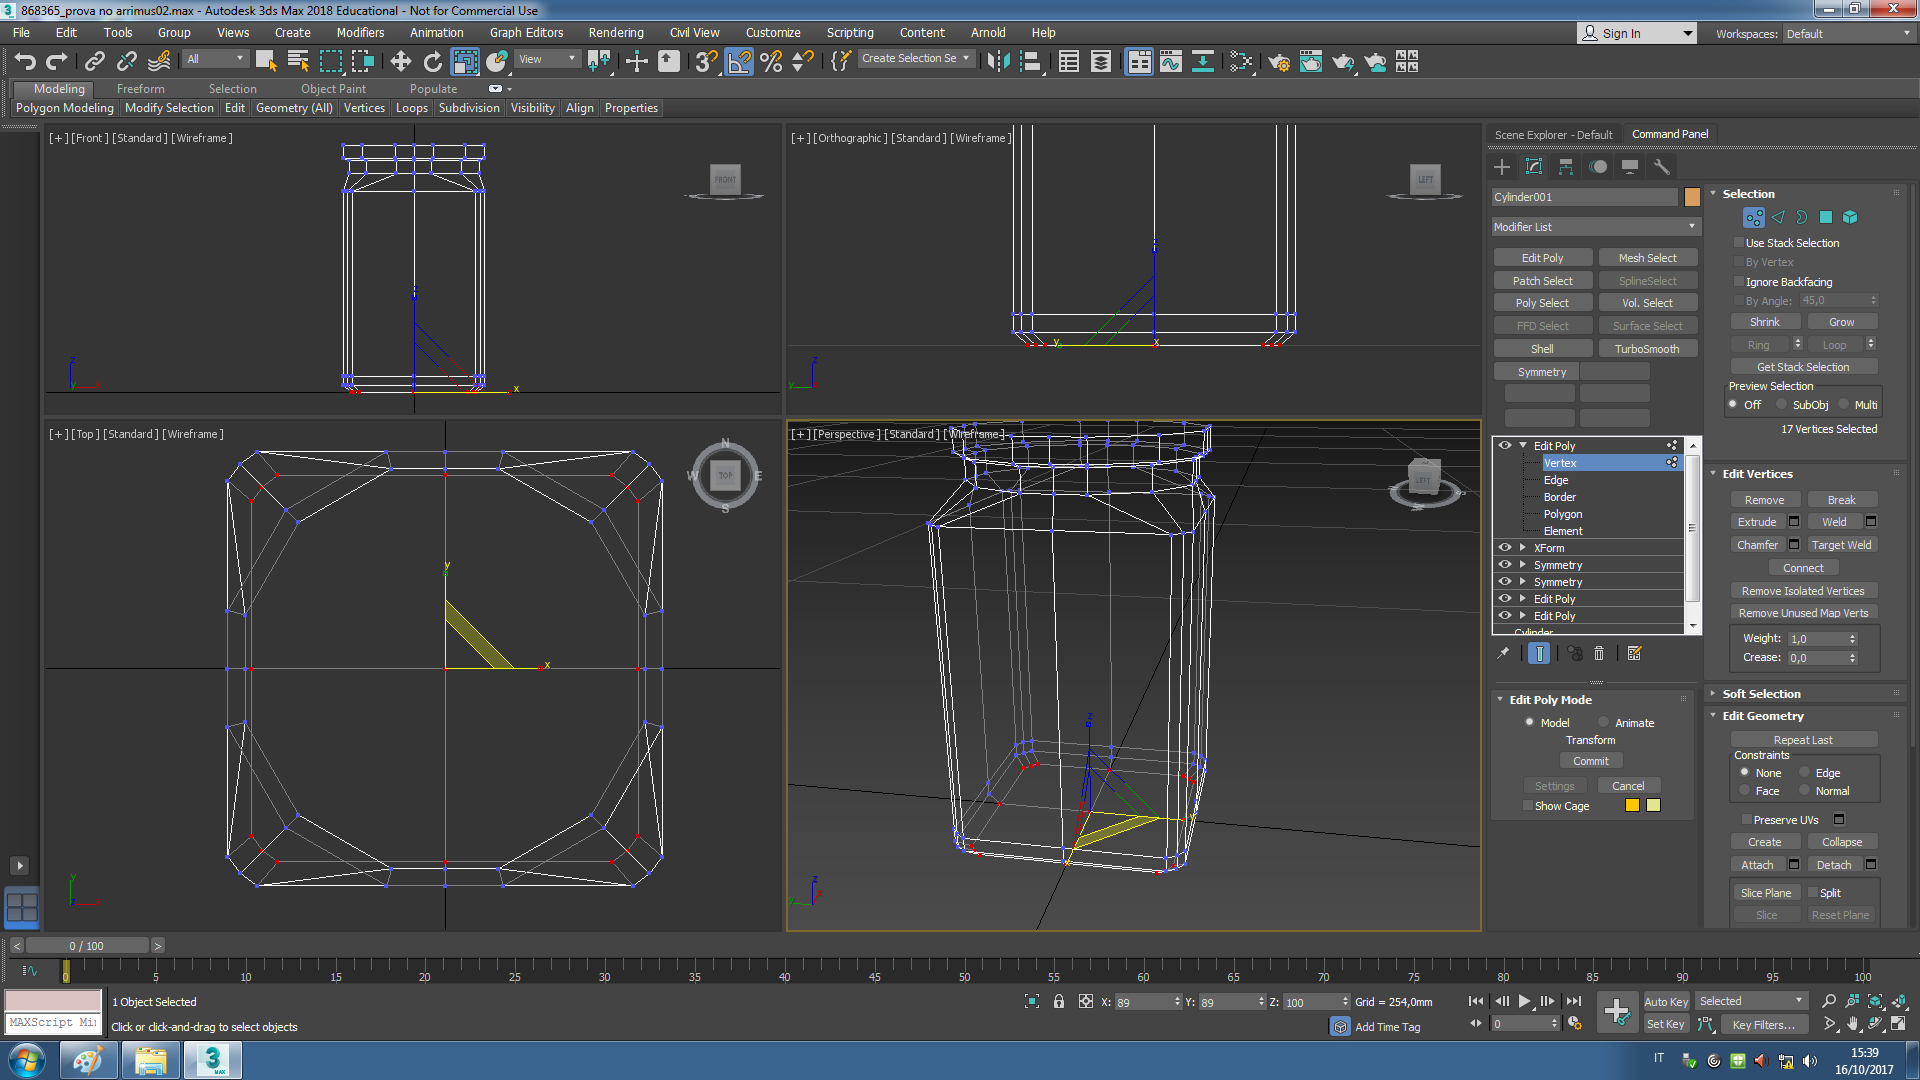 868365_prova no arrimus02.max - Autodesk 3ds Max 2018 Educational - Not for Commercial Use
File Edit Tools Group Views Create Modifiers Animation Graph Editors Rendering Civil View Customize Scripting Content Arnold Help
Sign In
Workspaces: Default
All
View
Create Selection Se
Modeling Freeform Selection Object Paint Populate
Polygon Modeling Modify Selection Edit Geometry (All) Vertices Loops Subdivision Visibility Align Properties
[+] [Front] [Standard] [Wireframe]
FRONT
z
y
x
[+] [Orthographic] [Standard] [Wireframe]
LEFT
y
x
z
y
[+] [Top] [Standard] [Wireframe]
N
W TOP E
S
y
x
y
z
[+] [Perspective] [Standard] [Wireframe]
LEFT
z
x
y
Scene Explorer - Default
Command Panel
Cylinder001
Modifier List
Edit Poly Mesh Select
Patch Select SplineSelect
Poly Select Vol. Select
FFD Select Surface Select
Shell TurboSmooth
Symmetry
Edit Poly
Vertex
Edge
Border
Polygon
Element
XForm
Symmetry
Symmetry
Edit Poly
Edit Poly
Cylinder
Edit Poly Mode
Model Animate
Transform
Commit
Settings Cancel
Show Cage
Selection
Use Stack Selection
By Vertex
Ignore Backfacing
By Angle: 45,0
Shrink Grow
Ring Loop
Get Stack Selection
Preview Selection
Off SubObj Multi
17 Vertices Selected
Edit Vertices
Remove Break
Extrude Weld
Chamfer Target Weld
Connect
Remove Isolated Vertices
Remove Unused Map Verts
Weight: 1,0
Crease: 0,0
Soft Selection
Edit Geometry
Repeat Last
Constraints
None Edge
Face Normal
Preserve UVs
Create Collapse
Attach Detach
Slice Plane Split
Slice Reset Plane
< 0 / 100 >
0 5 10 15 20 25 30 35 40 45 50 55 60 65 70 75 80 85 90 95 100
1 Object Selected
X: 89 Y: 89 Z: 100 Grid = 254,0mm
Auto Key Selected
MAXScript Mi
Click or click-and-drag to select objects
Add Time Tag
0
Set Key Key Filters...
3
MAX
IT
15:39
16/10/2017